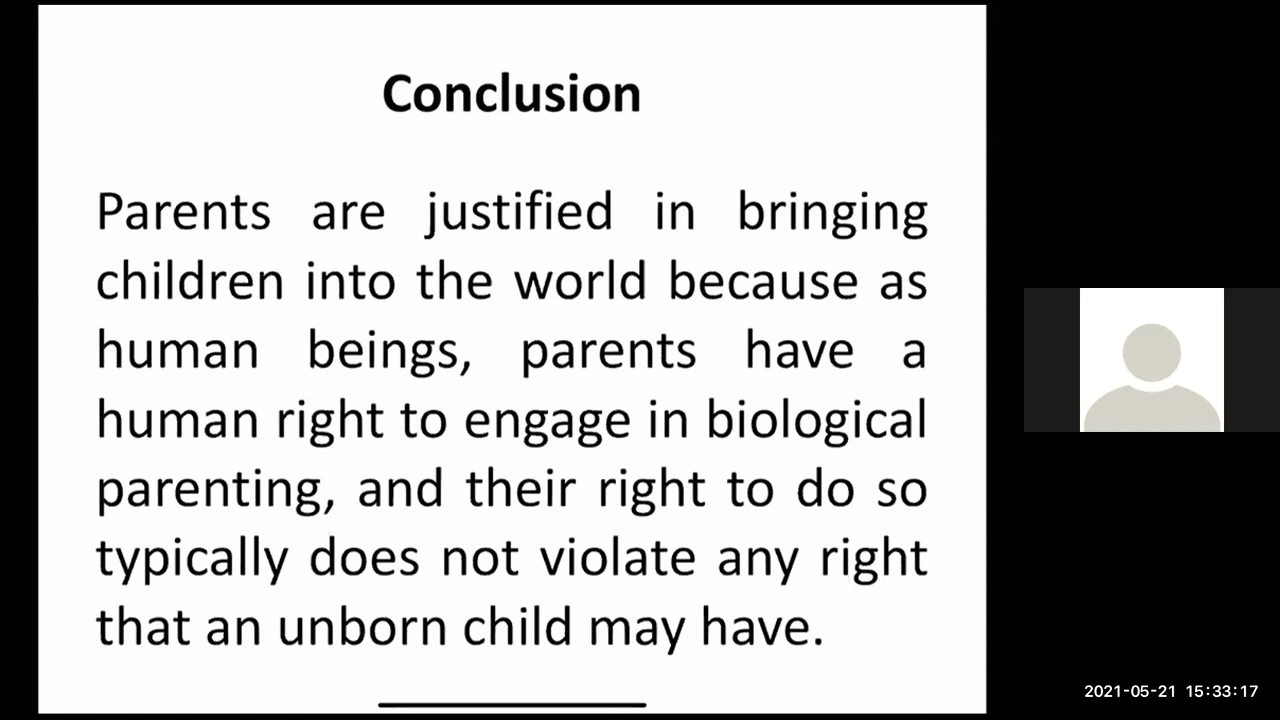 Conclusion
Parents are justified in bringing
children into the world because as
human beings, parents have a
human right to engage in biological
parenting, and their right to do so
typically does not violate any right
that an unborn child may have.
2021-05-21 15:33:17